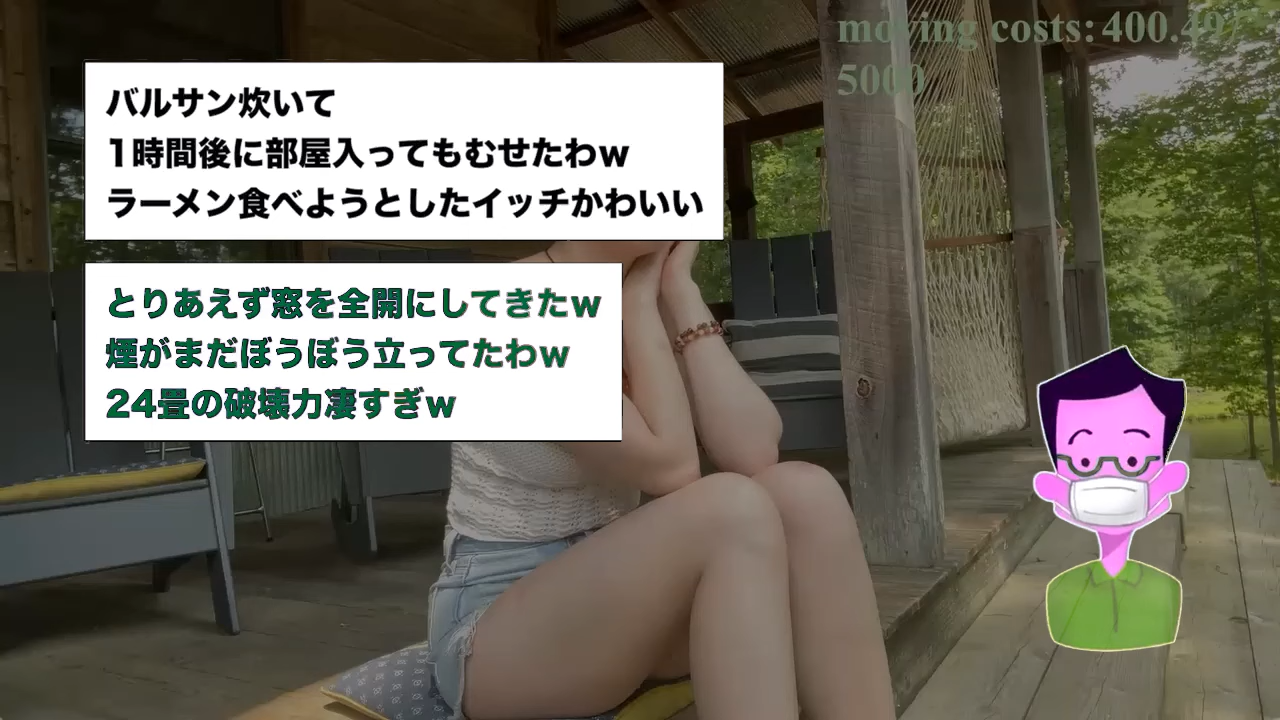 moving costs: 400.497
5000
バルサン炊いて
1時間後に部屋入ってもむせたわw
ラーメン食べようとしたイッチかわいい
とりあえず窓を全開にしてきたw
煙がまだぼうぼう立ってたわw
24畳の破壊力凄すぎw